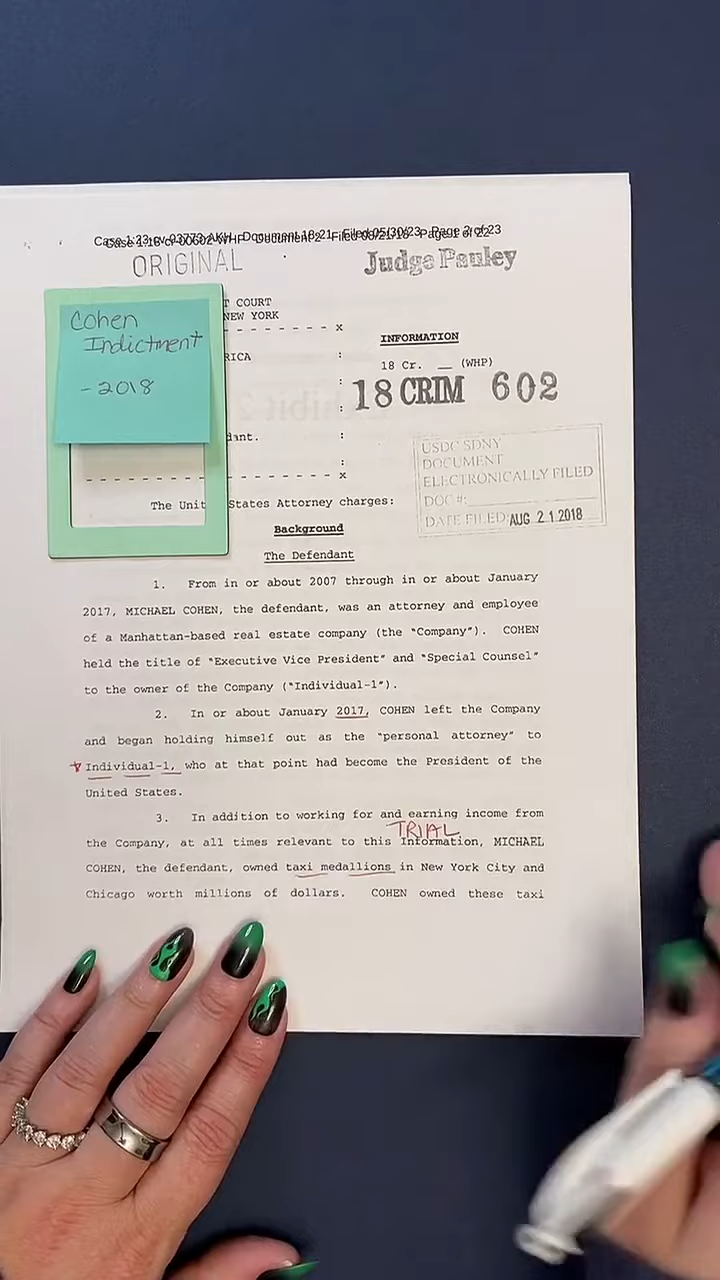 ORIGINAL
Judge Pauley
Cohen
Indictment
- 2018
T COURT
NEW YORK
- - - - - - - - - - - x
RICA :
:
:
dant. :
:
- - - - - - - - - - - - - - - - - - - - - x
INFORMATION
18 Cr. __ (WHP)
18 CRIM 602
USDC SDNY
DOCUMENT
ELECTRONICALLY FILED
DOC #:
DATE FILED: AUG 21 2018
The Unit States Attorney charges:
Background
The Defendant
1. From in or about 2007 through in or about January
2017, MICHAEL COHEN, the defendant, was an attorney and employee
of a Manhattan-based real estate company (the "Company"). COHEN
held the title of "Executive Vice President" and "Special Counsel"
to the owner of the Company ("Individual-1").
2. In or about January 2017, COHEN left the Company
and began holding himself out as the "personal attorney" to
Individual-1, who at that point had become the President of the
United States.
3. In addition to working for and earning income from
TRIAL
the Company, at all times relevant to this Information, MICHAEL
COHEN, the defendant, owned taxi medallions in New York City and
Chicago worth millions of dollars. COHEN owned these taxi